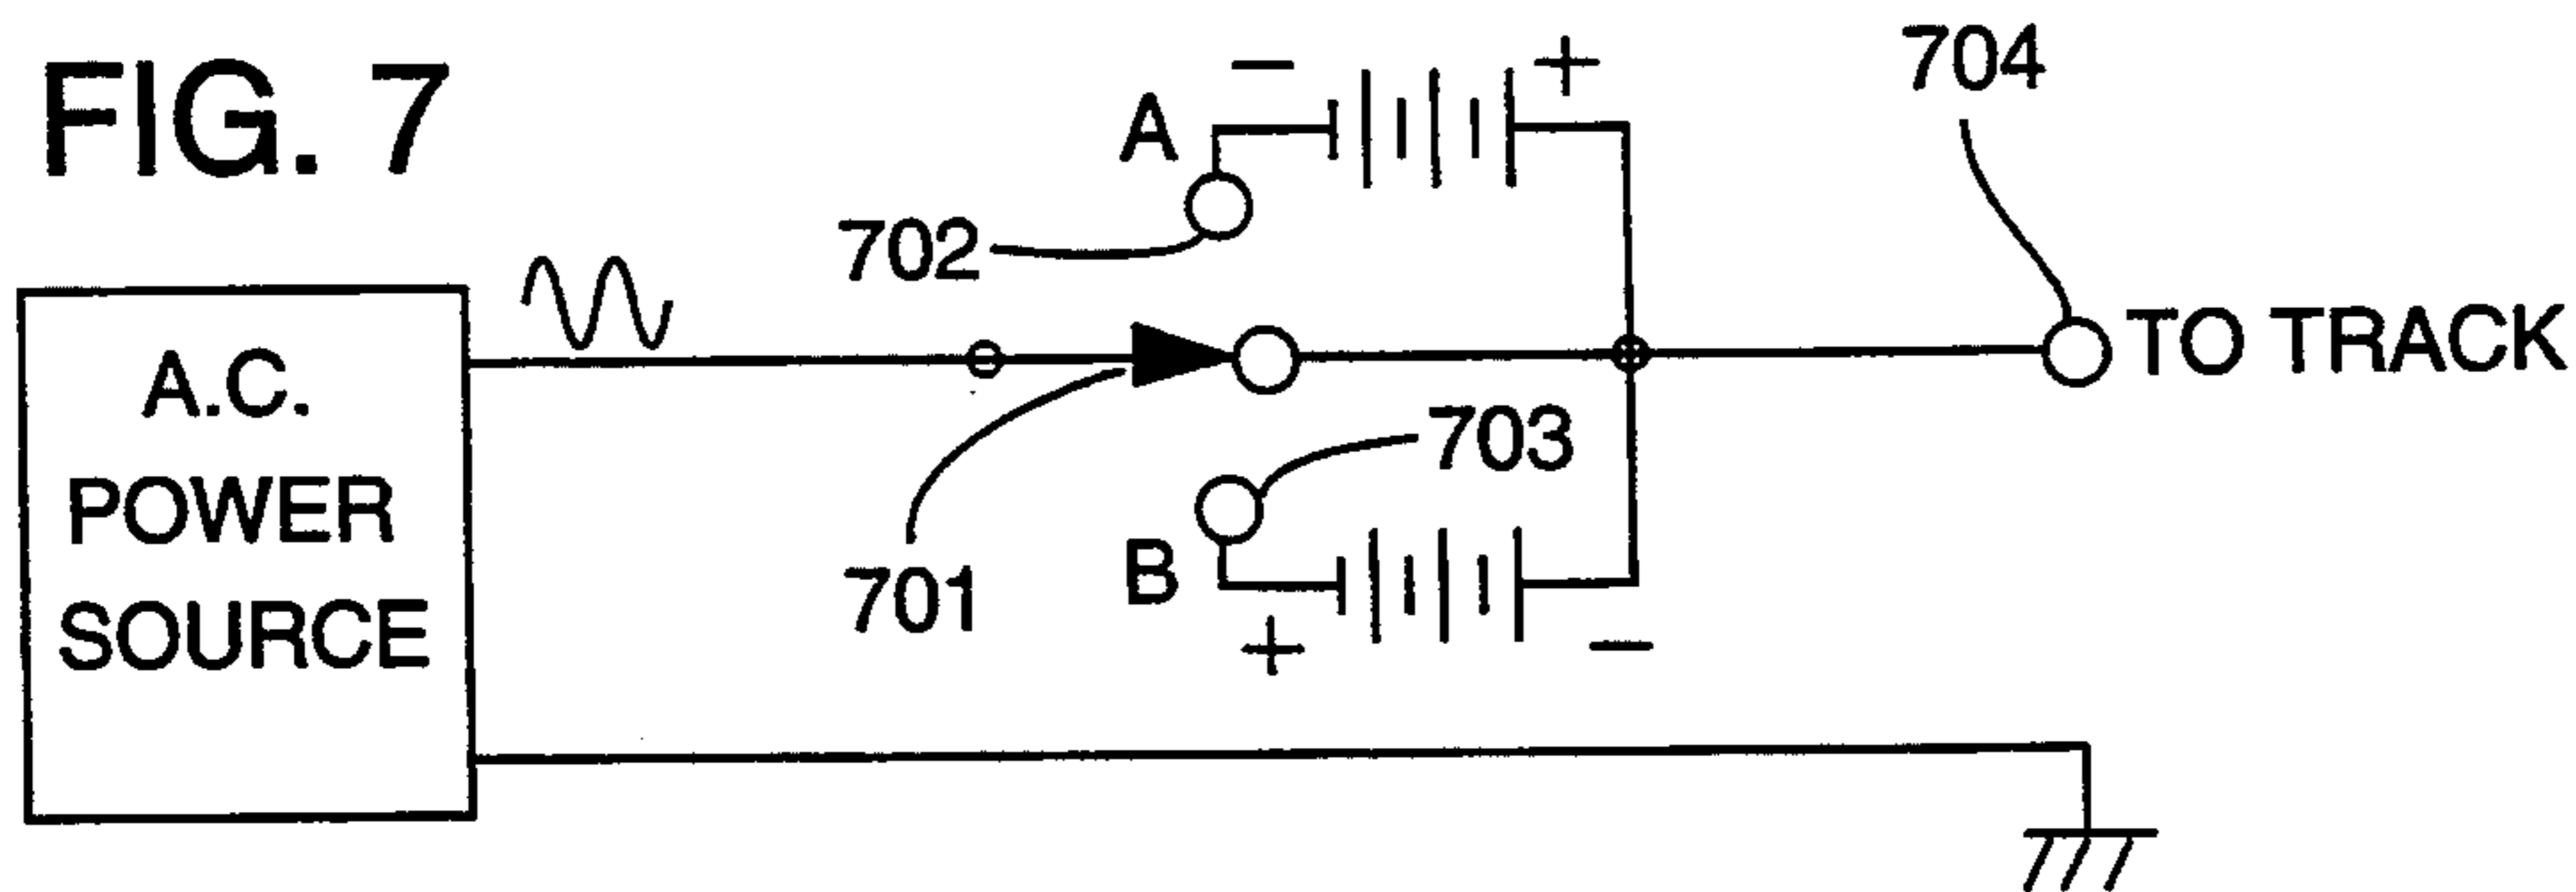 FIG. 7
704
A
− +
702
A.C.
POWER
SOURCE
TO TRACK
703
701
B
+ −